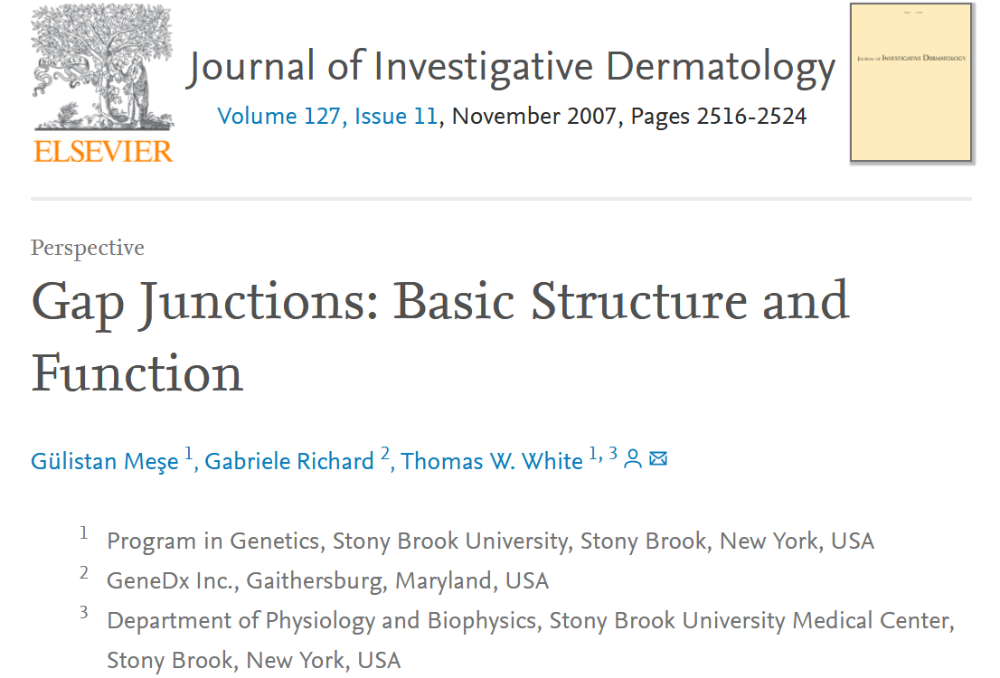 NON SOLUS
ELSEVIER
Journal of Investigative Dermatology
Volume 127, Issue 11, November 2007, Pages 2516-2524
JOURNAL OF INVESTIGATIVE DERMATOLOGY
Perspective
Gap Junctions: Basic Structure and
Function
Gülistan Meşe 1, Gabriele Richard 2, Thomas W. White 1, 3
1 Program in Genetics, Stony Brook University, Stony Brook, New York, USA
2 GeneDx Inc., Gaithersburg, Maryland, USA
3 Department of Physiology and Biophysics, Stony Brook University Medical Center,
Stony Brook, New York, USA